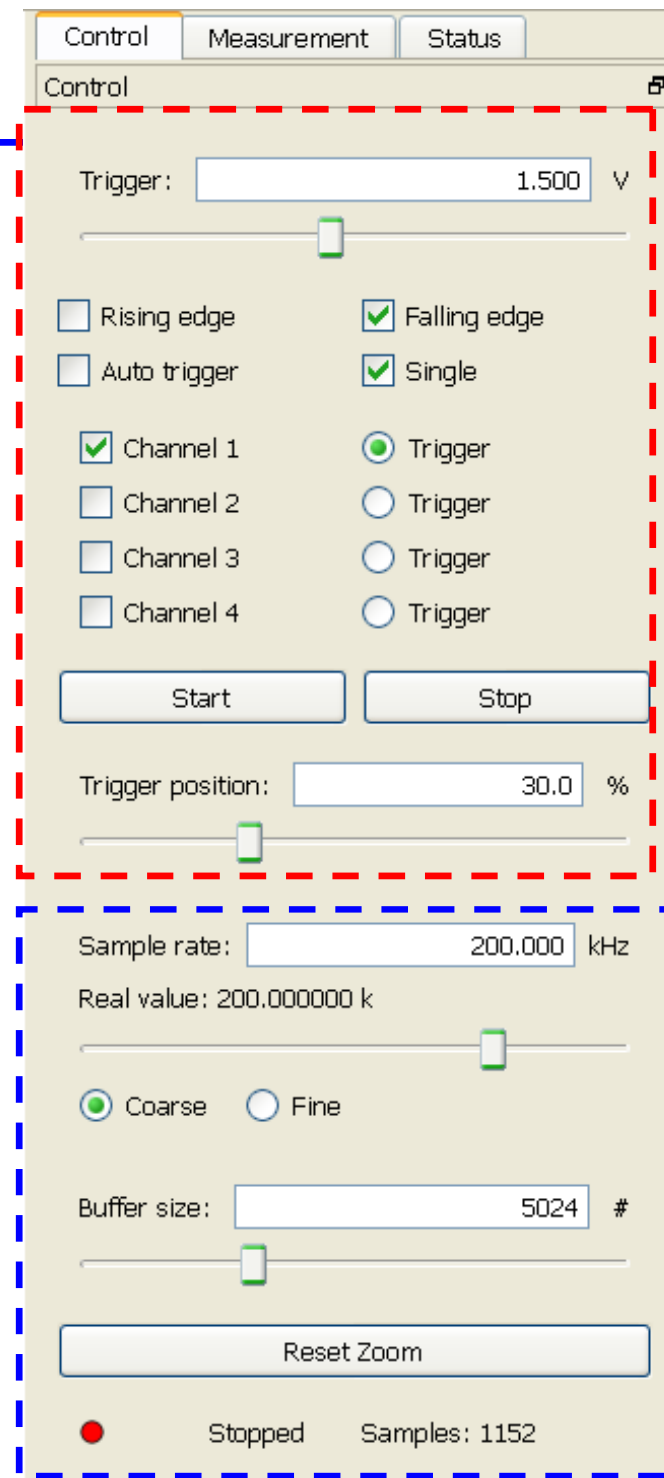 Control Measurement Status
Control
Trigger: 1.500 V
Rising edge Falling edge
Auto trigger Single
Channel 1 Trigger
Channel 2 Trigger
Channel 3 Trigger
Channel 4 Trigger
Start Stop
Trigger position: 30.0 %
Sample rate: 200.000 kHz
Real value: 200.000000 k
Coarse Fine
Buffer size: 5024 #
Reset Zoom
Stopped Samples: 1152